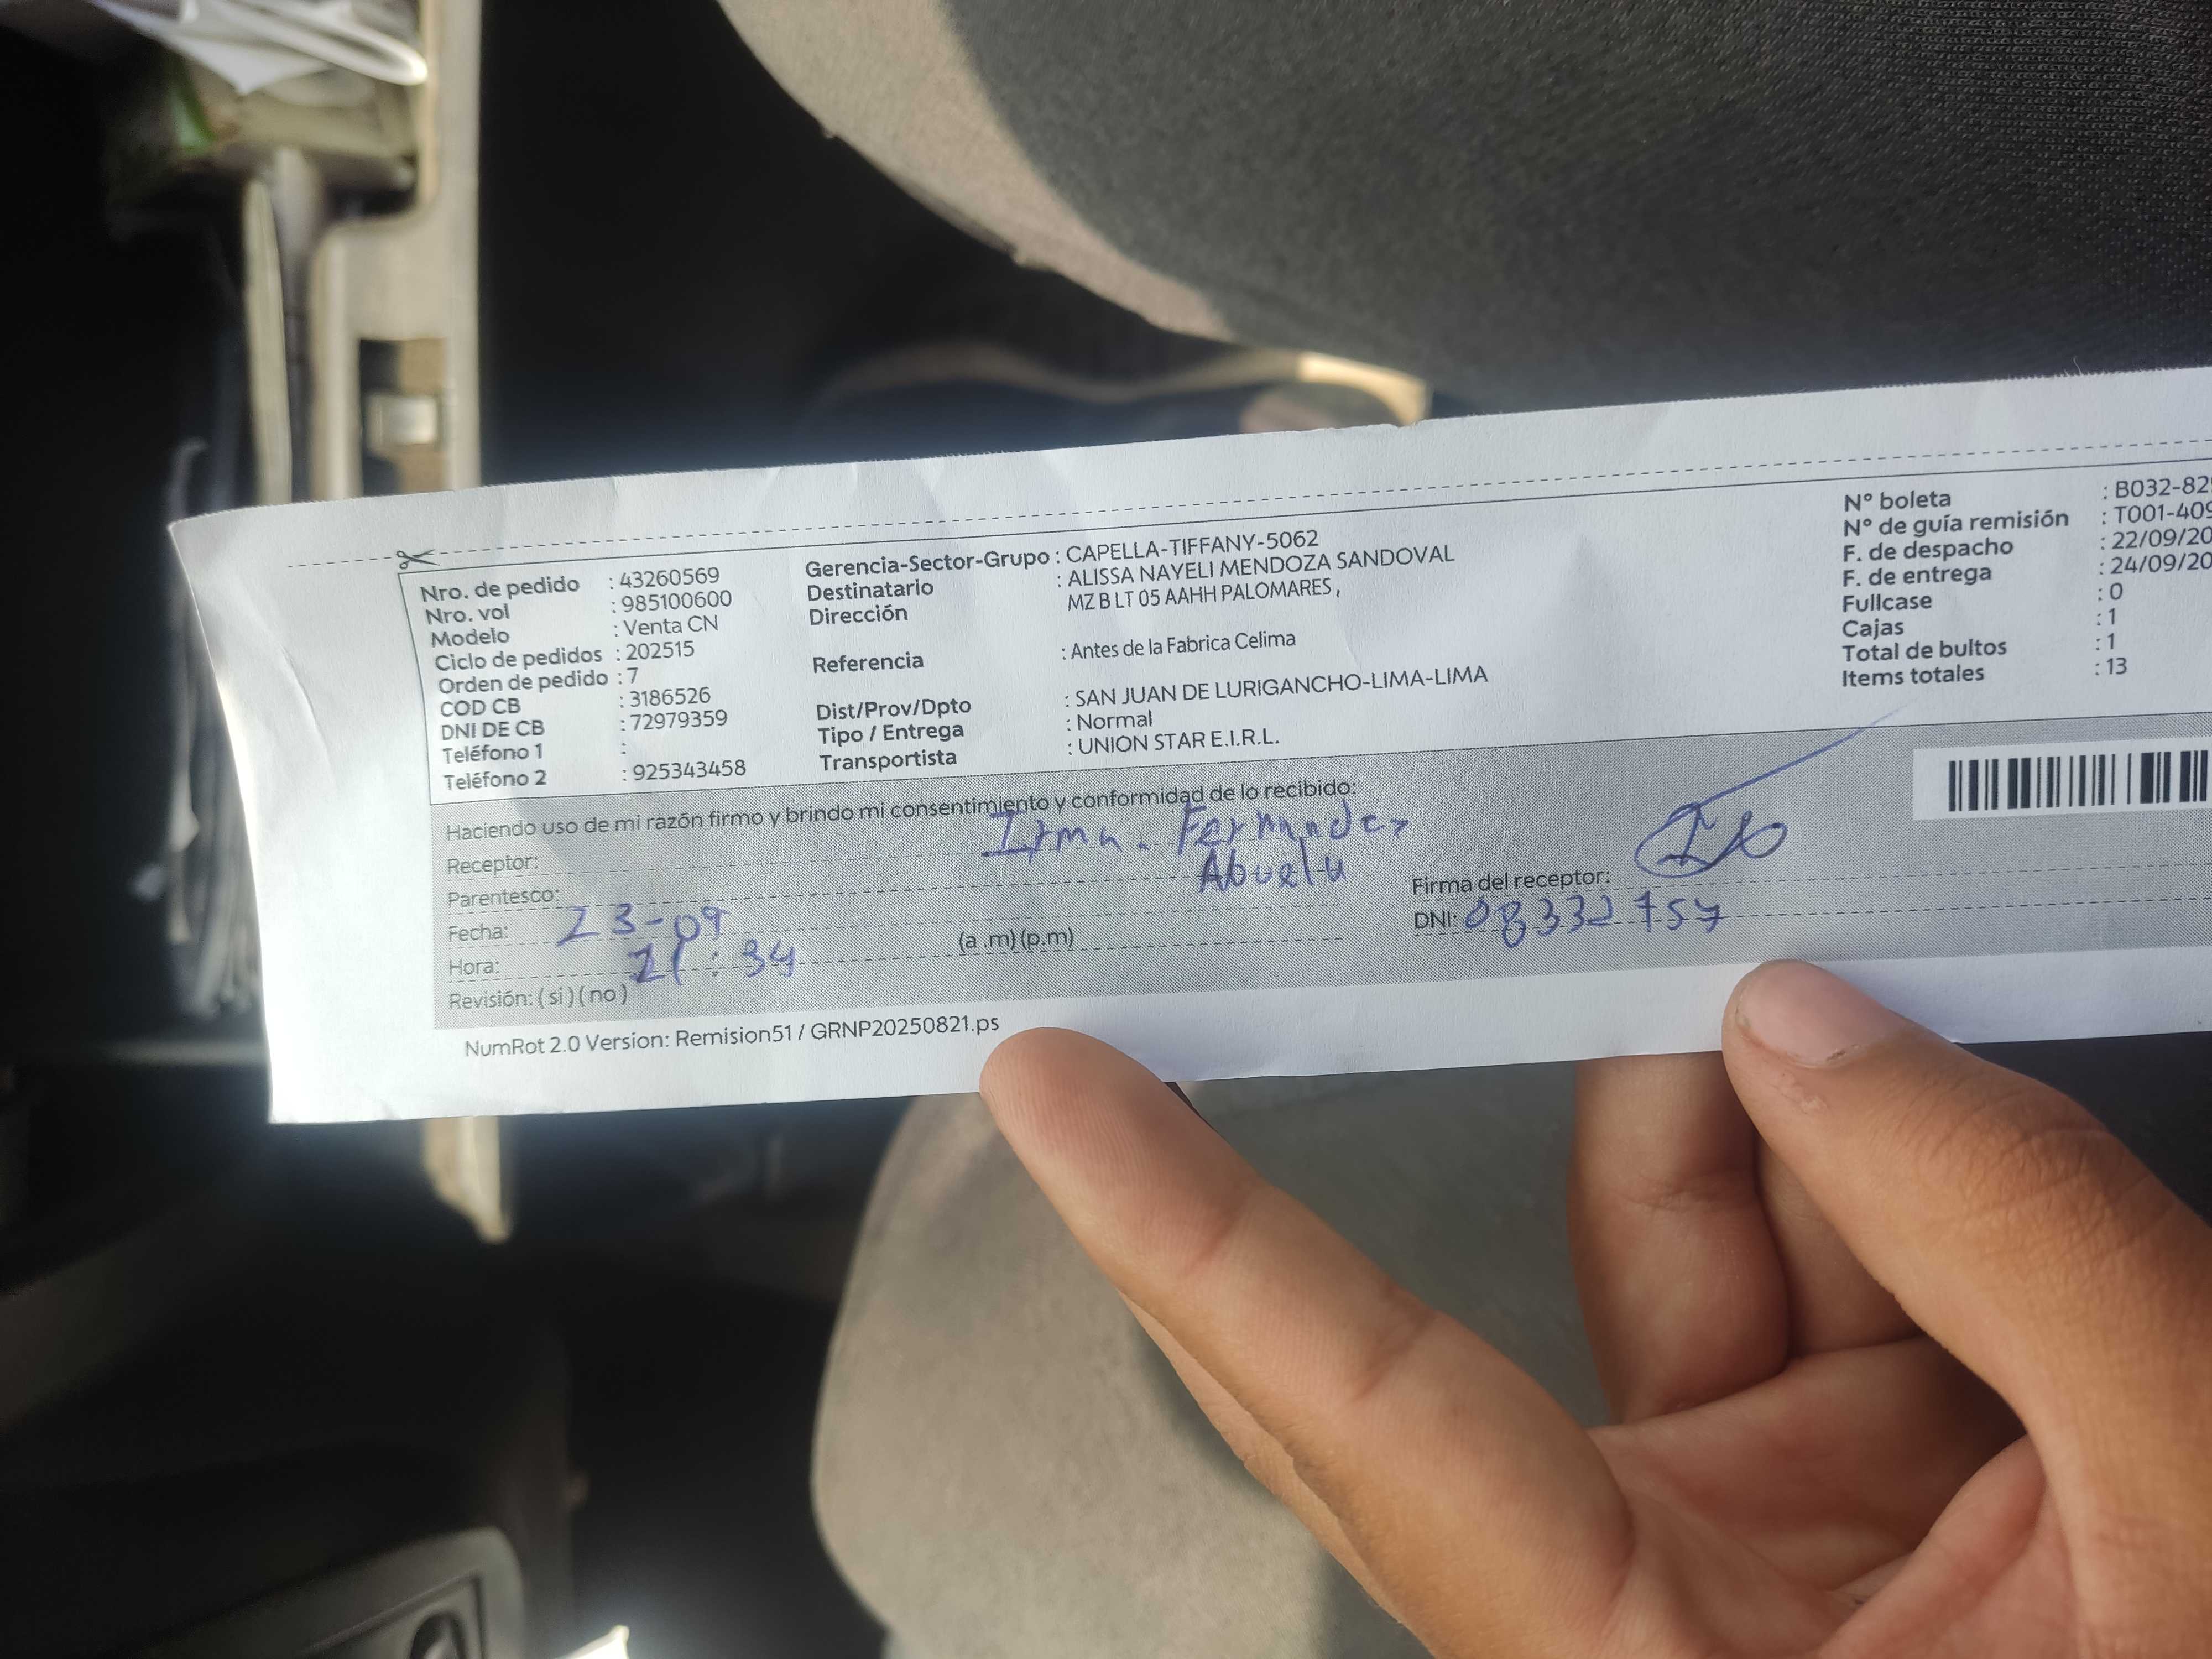 Nro. de pedido : 43260569
Nro. vol : 985100600
Modelo : Venta CN
Ciclo de pedidos : 202515
Orden de pedido : 7
COD CB : 3186526
DNI DE CB : 72979359
Teléfono 1 :
Teléfono 2 : 925343458
Gerencia-Sector-Grupo : CAPELLA-TIFFANY-5062
Destinatario : ALISSA NAYELI MENDOZA SANDOVAL
Dirección MZ B LT 05 AAHH PALOMARES ,
Referencia : Antes de la Fabrica Celima
Dist/Prov/Dpto : SAN JUAN DE LURIGANCHO-LIMA-LIMA
Tipo / Entrega : Normal
Transportista : UNION STAR E.I.R.L.
N° boleta : B032-82
N° de guía remisión : T001-409
F. de despacho : 22/09/20
F. de entrega : 24/09/20
Fullcase : 0
Cajas : 1
Total de bultos : 1
Items totales : 13
Haciendo uso de mi razón firmo y brindo mi consentimiento y conformidad de lo recibido:
Receptor: Irma. Fernandez
Parentesco: Abuela
Fecha: 23-09
Hora: 21:34 (a .m) (p.m)
Revisión: ( si ) ( no )
Firma del receptor:
DNI:
NumRot 2.0 Version: Remision51 / GRNP20250821.ps